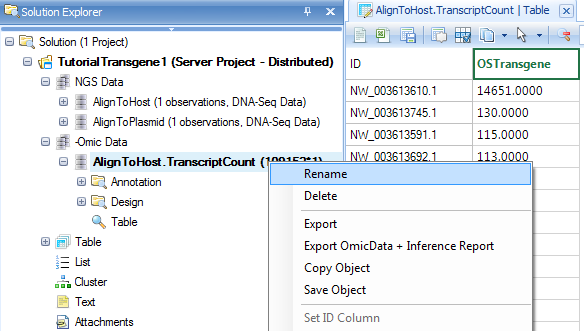 Solution Explorer
Solution (1 Project)
TutorialTransgene1 (Server Project - Distributed)
NGS Data
AlignToHost (1 observations, DNA-Seq Data)
AlignToPlasmid (1 observations, DNA-Seq Data)
-Omic Data
AlignToHost.TranscriptCount (109152*1)
Annotation
Design
Table
Table
List
Cluster
Text
Attachments
AlignToHost.TranscriptCount | Table
ID OSTransgene
NW_003613610.1 14651.0000
NW_003613745.1 130.0000
NW_003613591.1 115.0000
NW_003613692.1 113.0000
Rename
Delete
Export
Export OmicData + Inference Report
Copy Object
Save Object
Set ID Column